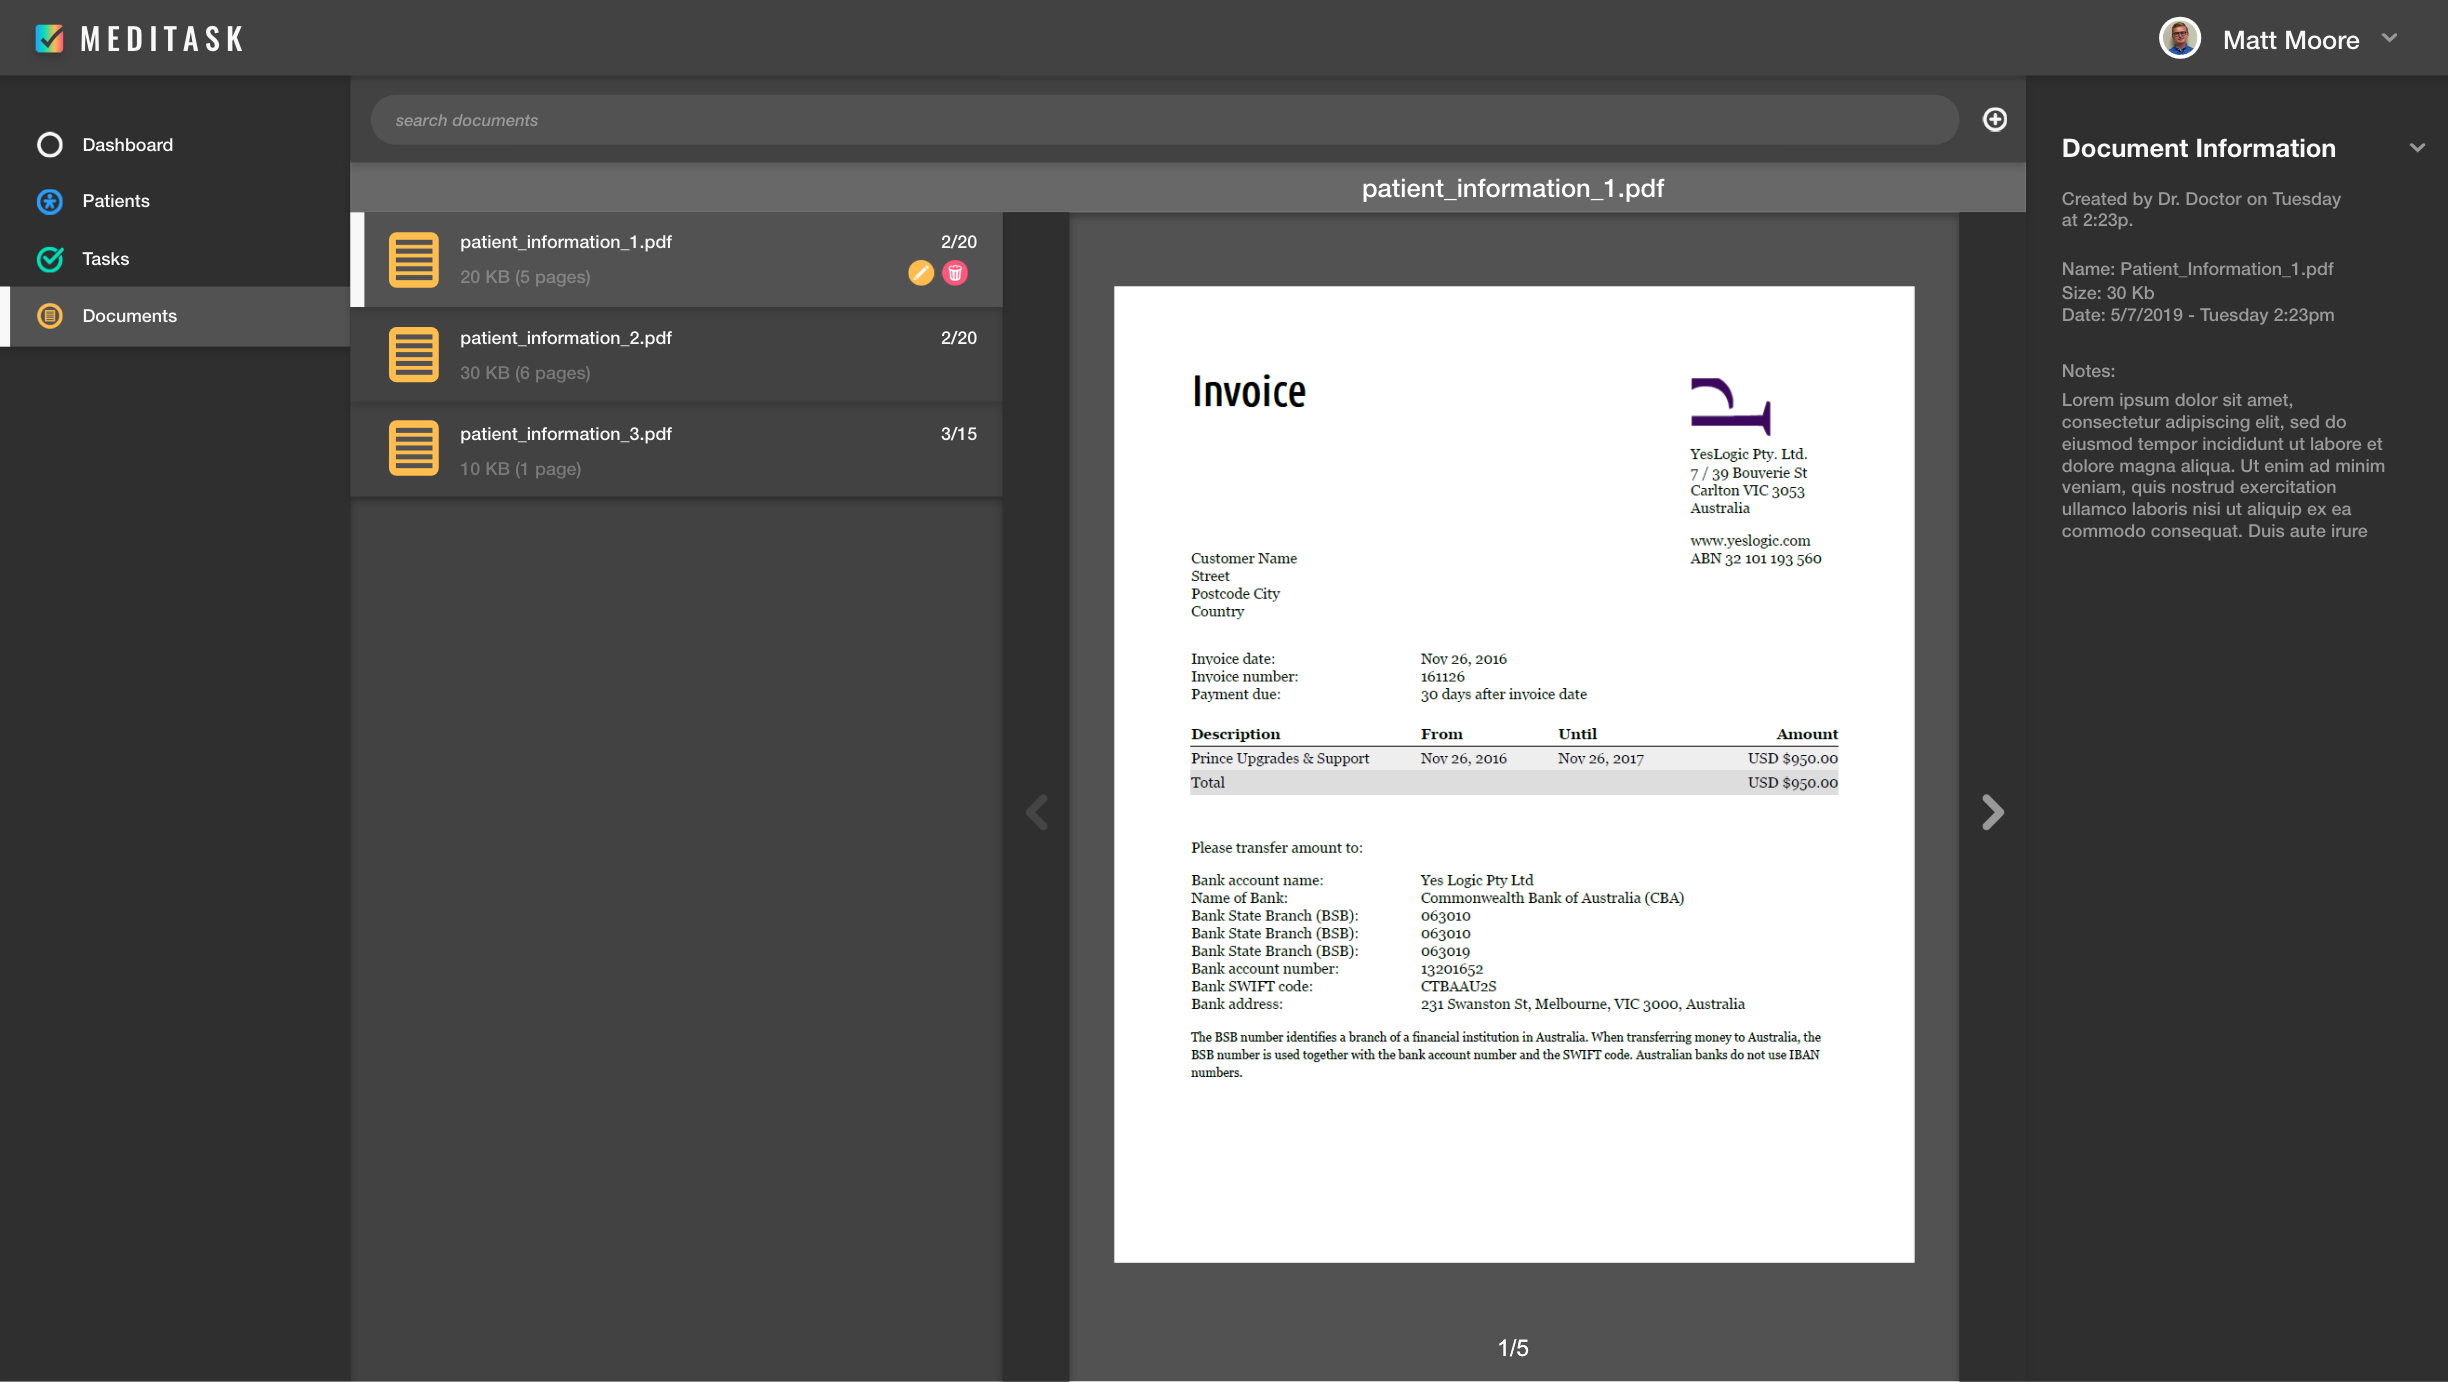 MEDITASK
Matt Moore
Dashboard
Patients
Tasks
Documents
search documents
patient_information_1.pdf
patient_information_1.pdf
2/20
20 KB (5 pages)
patient_information_2.pdf
2/20
30 KB (6 pages)
patient_information_3.pdf
3/15
10 KB (1 page)
Invoice
YesLogic Pty. Ltd.
7 / 39 Bouverie St
Carlton VIC 3053
Australia
www.yeslogic.com
ABN 32 101 193 560
Customer Name
Street
Postcode City
Country
Invoice date: Nov 26, 2016
Invoice number: 161126
Payment due: 30 days after invoice date
Description From Until Amount
Prince Upgrades & Support Nov 26, 2016 Nov 26, 2017 USD $950.00
Total USD $950.00
Please transfer amount to:
Bank account name: Yes Logic Pty Ltd
Name of Bank: Commonwealth Bank of Australia (CBA)
Bank State Branch (BSB): 063010
Bank State Branch (BSB): 063010
Bank State Branch (BSB): 063019
Bank account number: 13201652
Bank SWIFT code: CTBAAU2S
Bank address: 231 Swanston St, Melbourne, VIC 3000, Australia
The BSB number identifies a branch of a financial institution in Australia. When transferring money to Australia, the
BSB number is used together with the bank account number and the SWIFT code. Australian banks do not use IBAN
numbers.
1/5
Document Information
Created by Dr. Doctor on Tuesday
at 2:23p.
Name: Patient_Information_1.pdf
Size: 30 Kb
Date: 5/7/2019 - Tuesday 2:23pm
Notes:
Lorem ipsum dolor sit amet,
consectetur adipiscing elit, sed do
eiusmod tempor incididunt ut labore et
dolore magna aliqua. Ut enim ad minim
veniam, quis nostrud exercitation
ullamco laboris nisi ut aliquip ex ea
commodo consequat. Duis aute irure